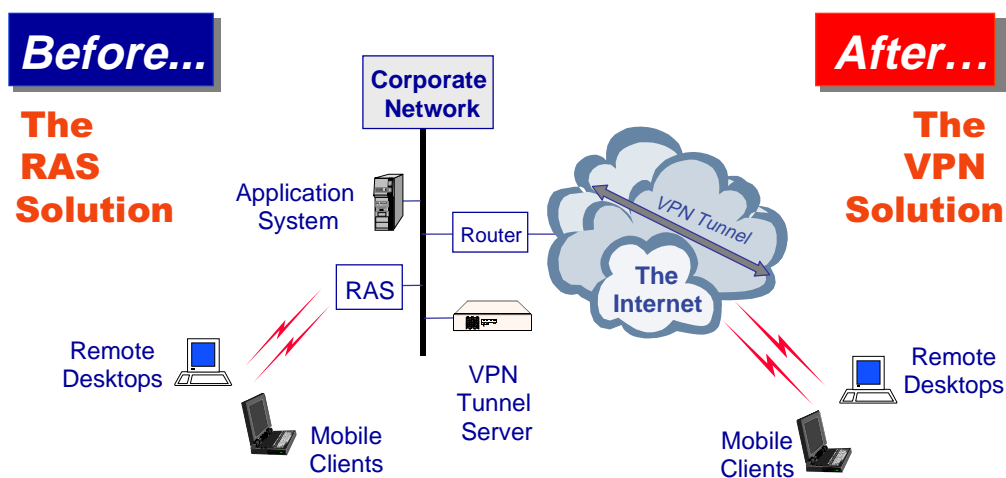 Before...
After...
The
RAS
Solution
Corporate
Network
The
VPN
Solution
Application
System
Router
VPN Tunnel
RAS
The
Internet
Remote
Desktops
VPN
Tunnel
Server
Mobile
Clients
Remote
Desktops
Mobile
Clients